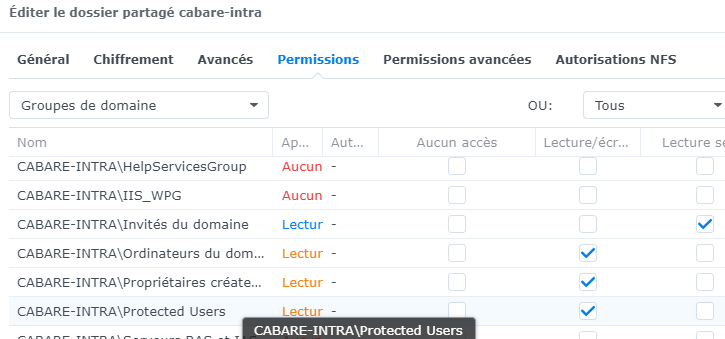 Éditer le dossier partagé cabare-intra
Général Chiffrement Avancés Permissions Permissions avancées Autorisations NFS
Groupes de domaine OU: Tous
Nom Ap... Aut... Aucun accès Lecture/écr... Lecture se
CABARE-INTRA\HelpServicesGroup Aucun -
CABARE-INTRA\IIS_WPG Aucun -
CABARE-INTRA\Invités du domaine Lectur -
CABARE-INTRA\Ordinateurs du dom... Lectur -
CABARE-INTRA\Propriétaires créate... Lectur -
CABARE-INTRA\Protected Users Lectur -
CABARE-INTRA\Protected Users